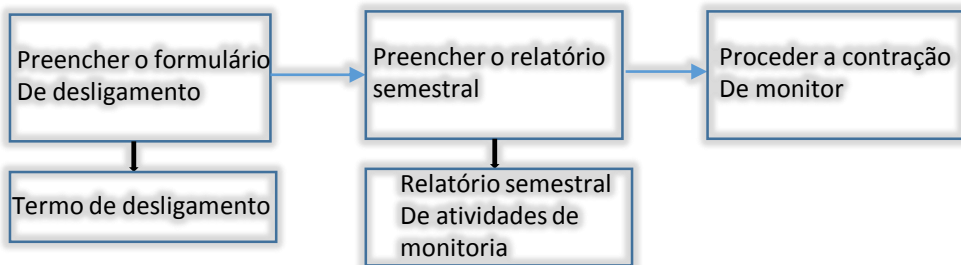 Preencher o formulário
De desligamento
Preencher o relatório
semestral
Proceder a contração
De monitor
Termo de desligamento
Relatório semestral
De atividades de
monitoria